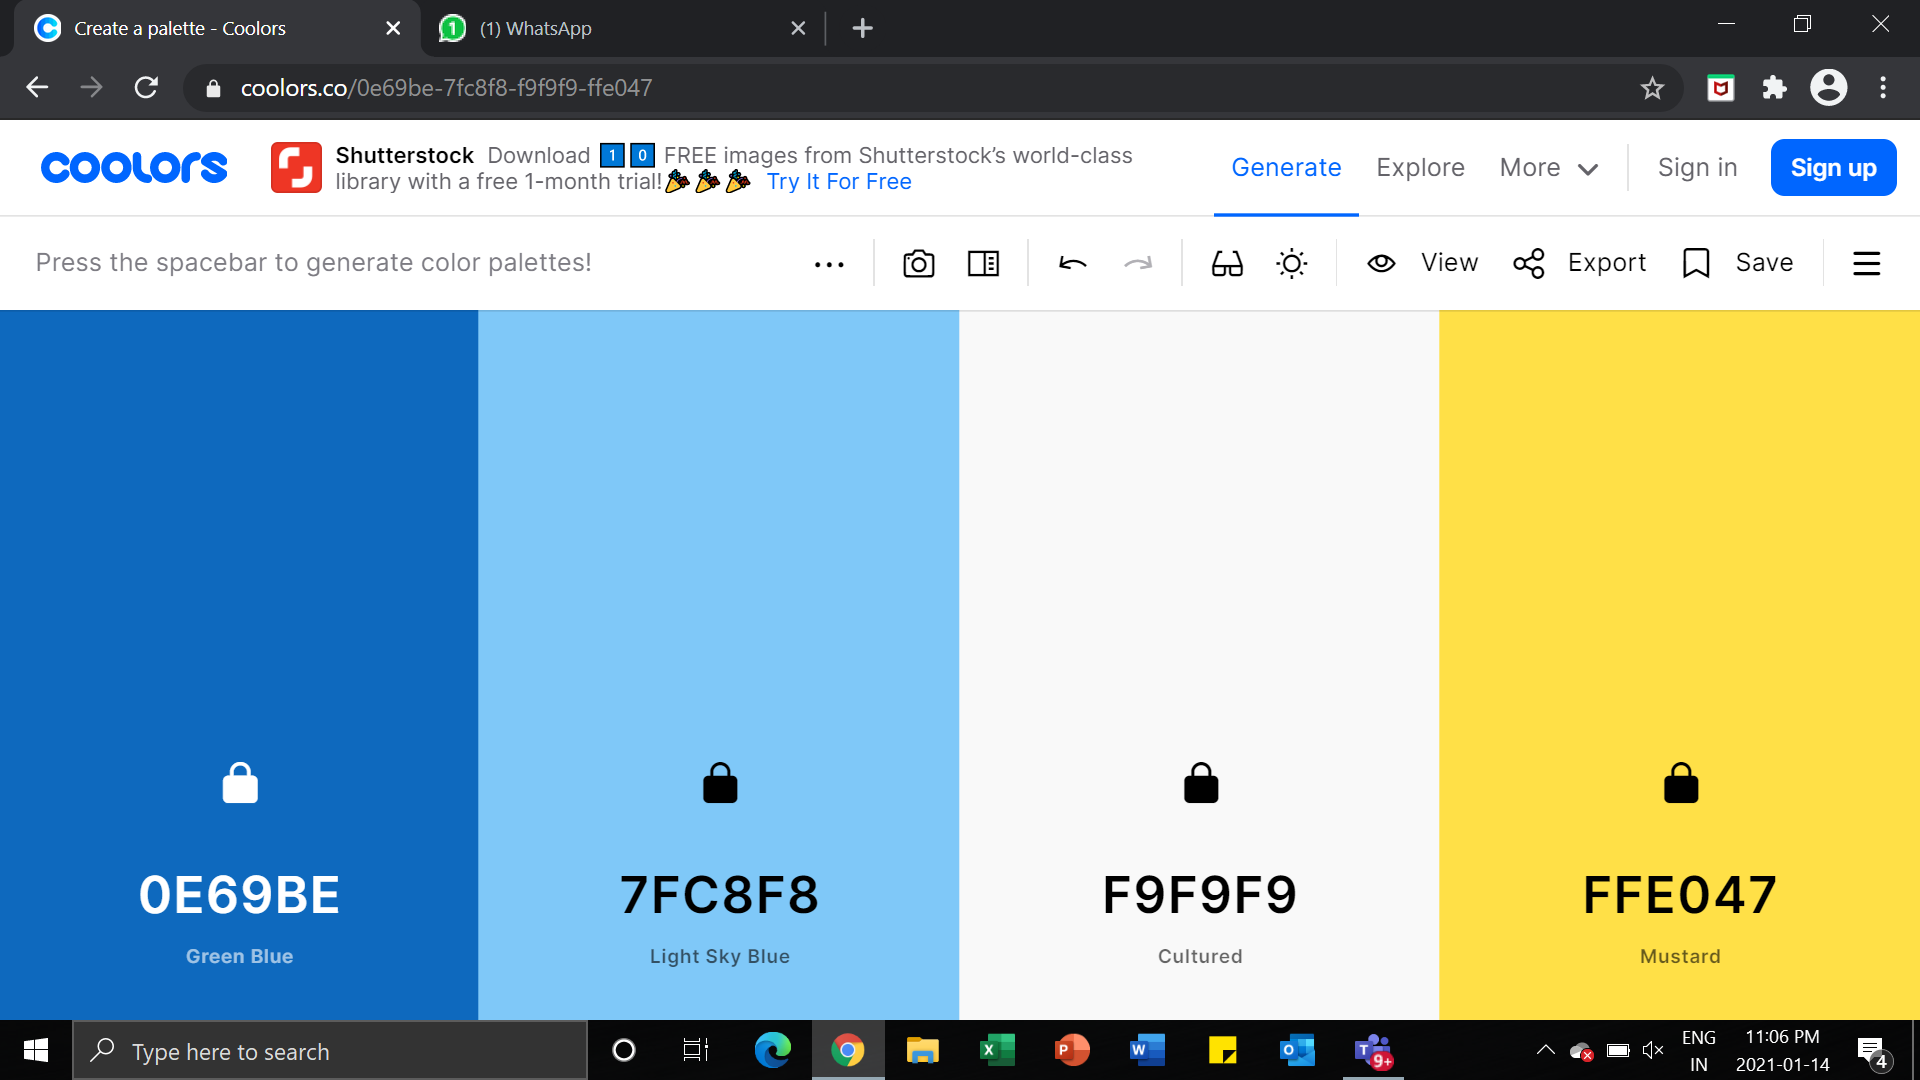 Create a palette - Coolors
1
(1) WhatsApp
coolors.co/0e69be-7fc8f8-f9f9f9-ffe047
coolors
Shutterstock Download 1 0 FREE images from Shutterstock's world-class
library with a free 1-month trial! Try It For Free
Generate
Explore
More
Sign in
Sign up
Press the spacebar to generate color palettes!
View
Export
Save
0E69BE
Green Blue
7FC8F8
Light Sky Blue
F9F9F9
Cultured
FFE047
Mustard
Type here to search
X
P
W
O
T
9+
ENG
IN
11:06 PM
2021-01-14
4